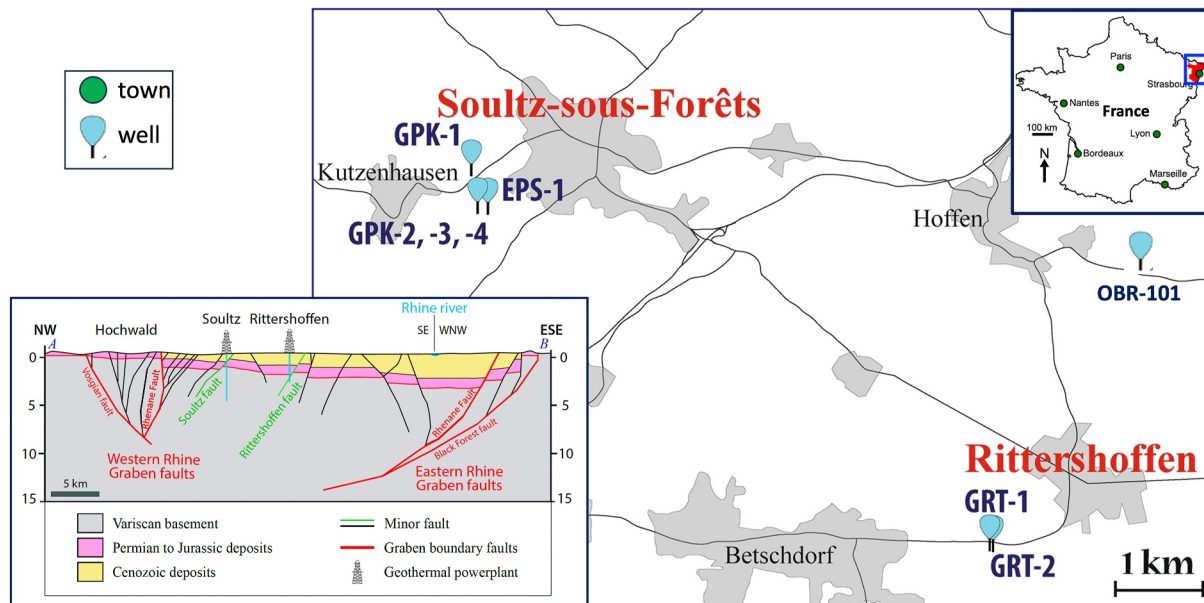 town
well
Soultz-sous-Forêts
GPK-1
Kutzenhausen
EPS-1
GPK-2, -3, -4
Hoffen
OBR-101
Rittershoffen
GRT-1
GRT-2
Betschdorf
1 km
Paris
Strasbourg
Nantes
France
100 km
Lyon
N
Bordeaux
Marseille
Rhine river
NW
Hochwald
Soultz
Rittershoffen
SE
WNW
ESE
A
B
0
0
5
5
10
10
15
15
Vosgian fault
Rhenane Fault
Soultz fault
Rittershoffen fault
Rhenane Fault
Black Forest fault
Western Rhine
Graben faults
Eastern Rhine
Graben faults
5 km
Variscan basement
Minor fault
Permian to Jurassic deposits
Graben boundary faults
Cenozoic deposits
Geothermal powerplant